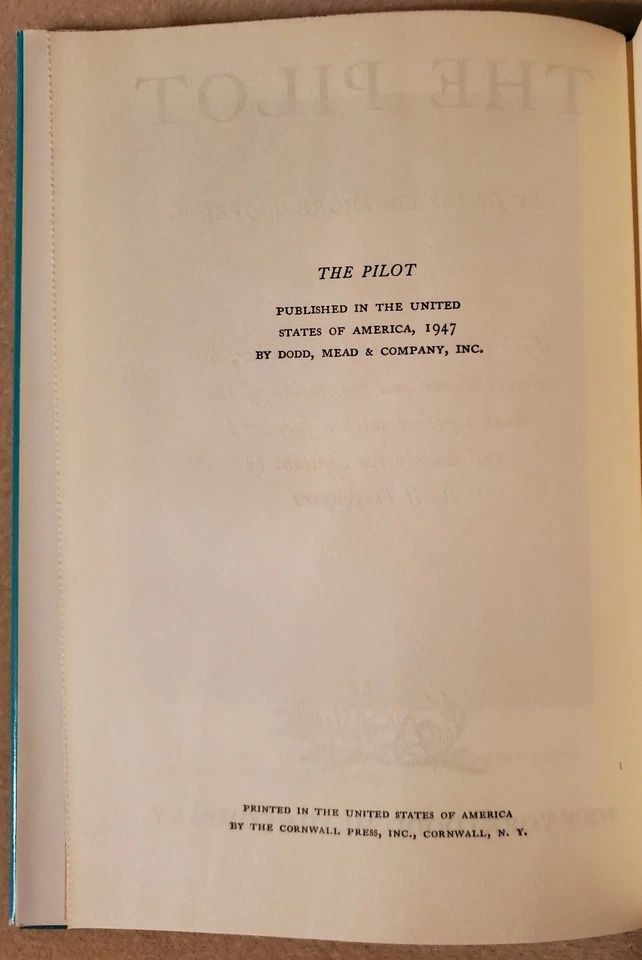 THE PILOT
PUBLISHED IN THE UNITED
STATES OF AMERICA, 1947
BY DODD, MEAD & COMPANY, INC.
PRINTED IN THE UNITED STATES OF AMERICA
BY THE CORNWALL PRESS, INC., CORNWALL, N. Y.